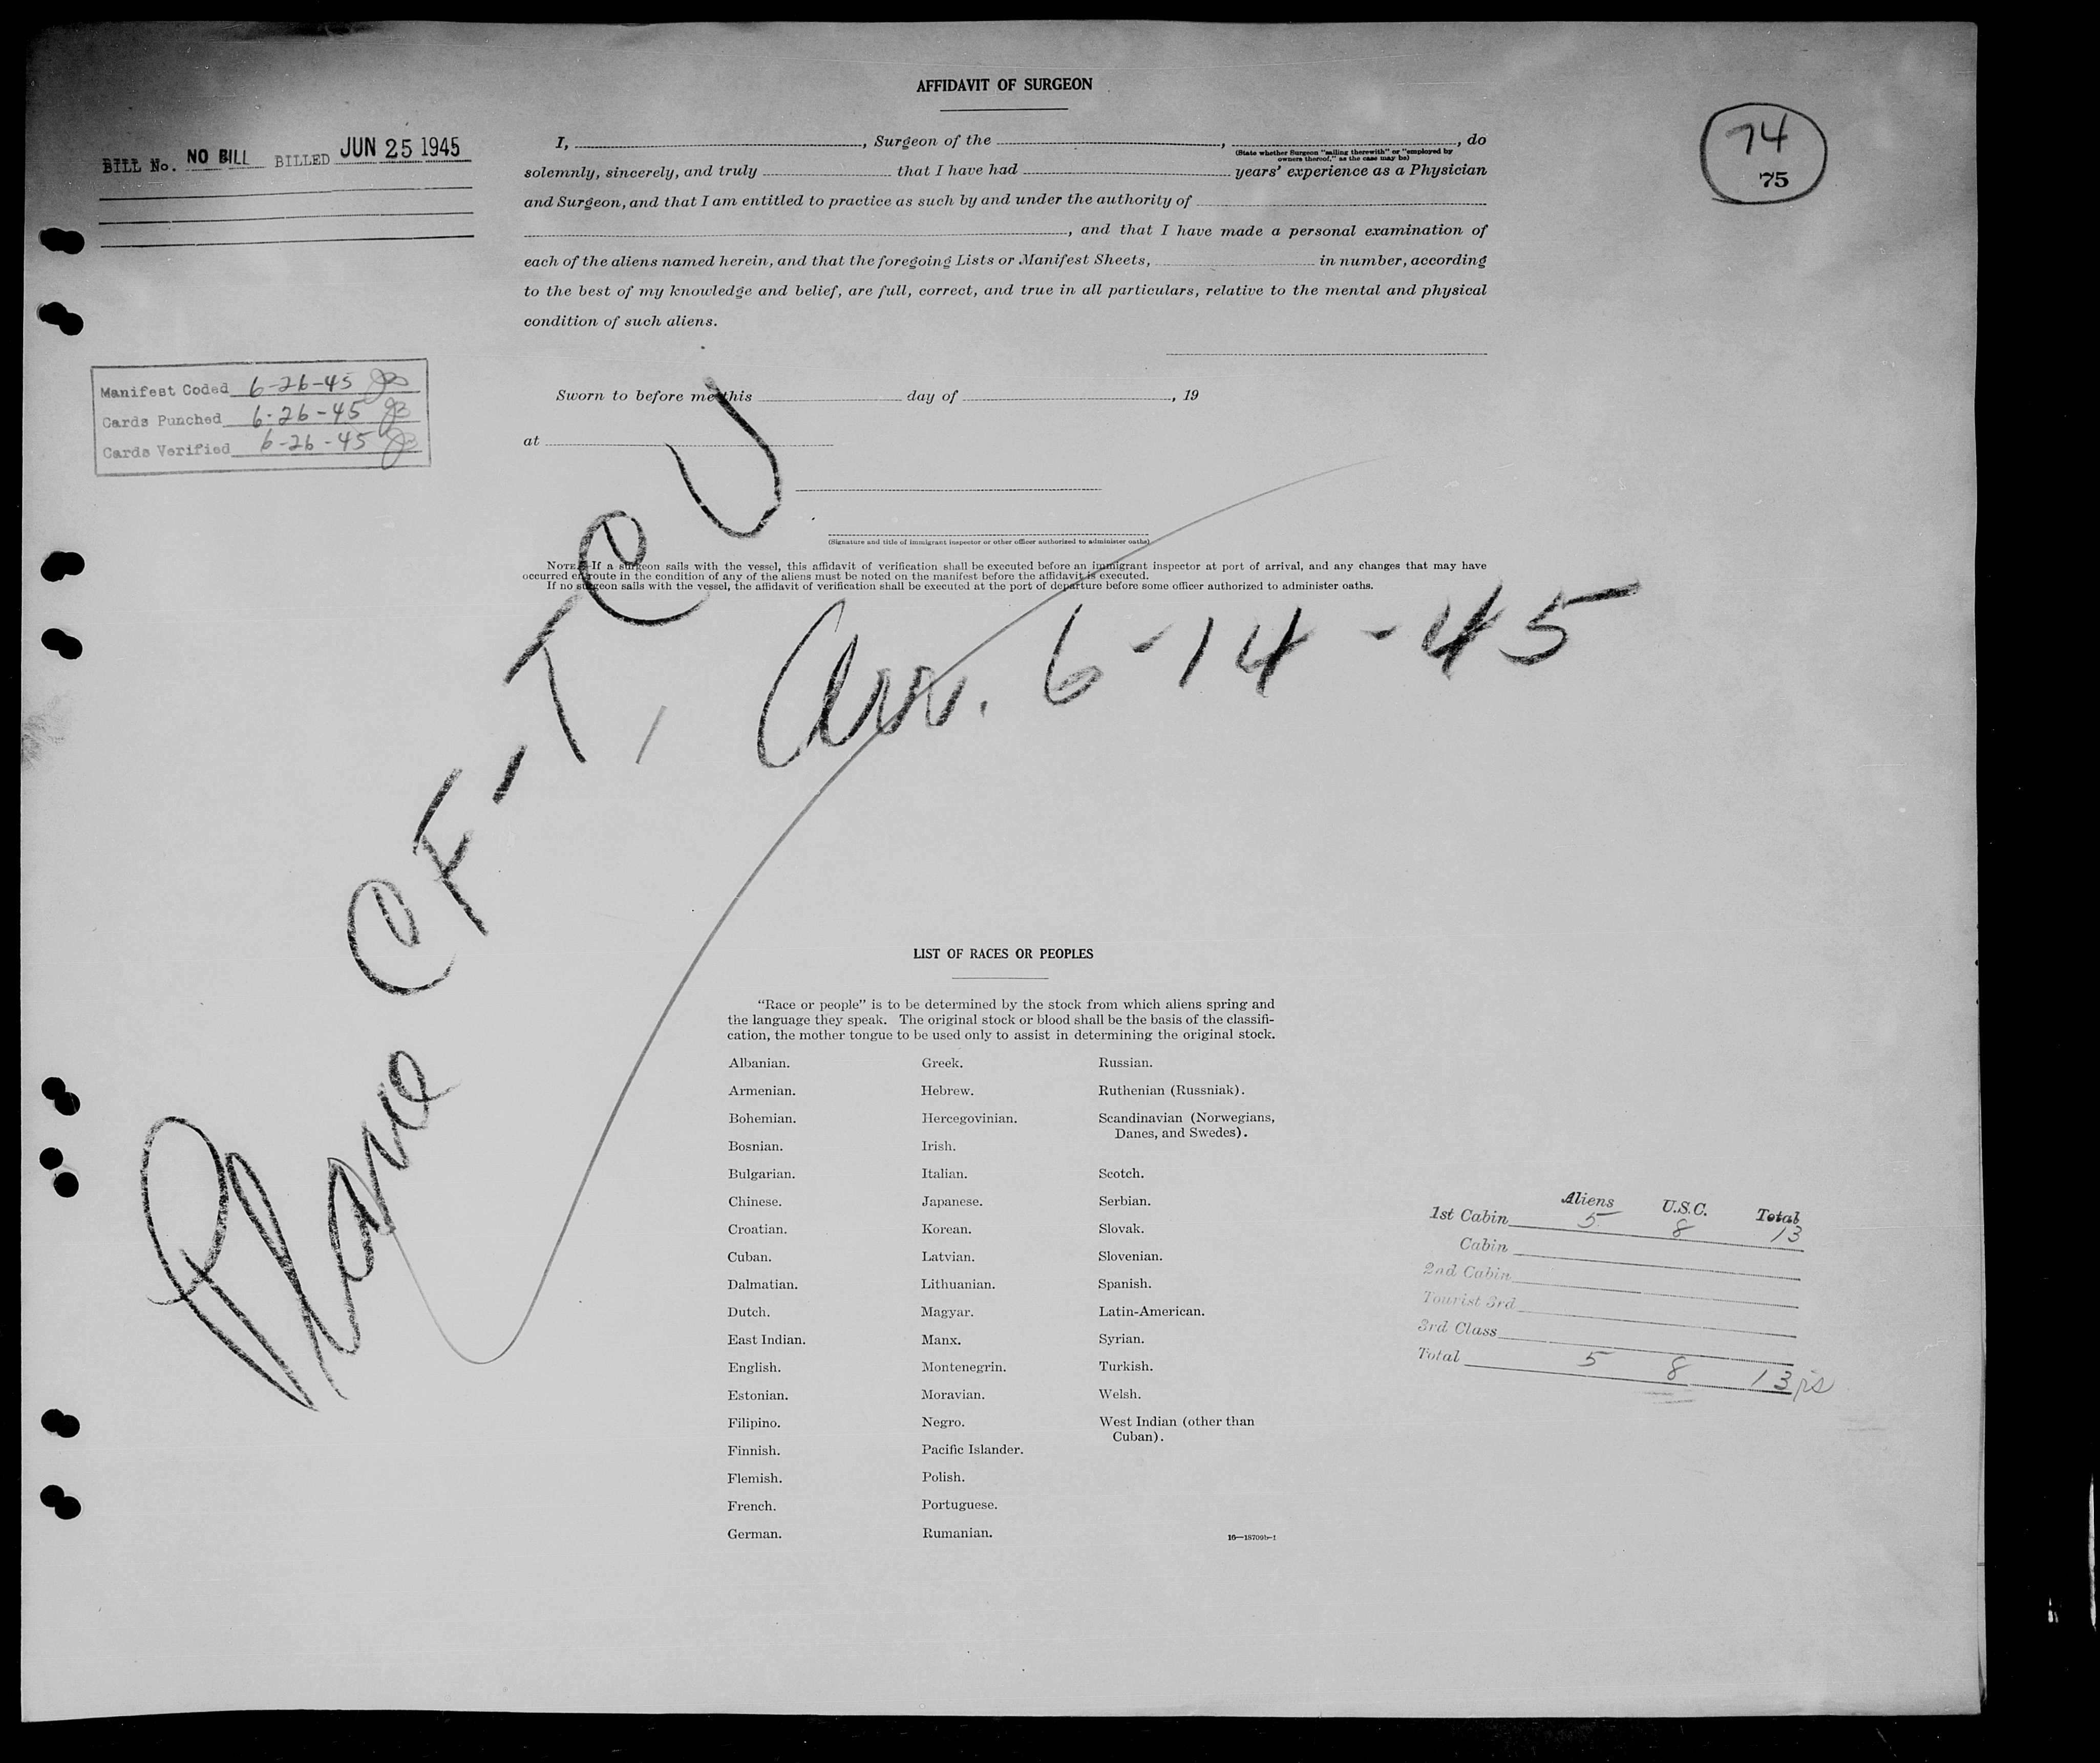 AFFIDAVIT OF SURGEON
BILL No. NO BILL BILLED JUN 25 1945
74
75
I, , Surgeon of the , , do
(State whether Surgeon "sailing therewith" or "employed by
owners thereof," as the case may be)
solemnly, sincerely, and truly that I have had years' experience as a Physician
and Surgeon, and that I am entitled to practice as such by and under the authority of
, and that I have made a personal examination of
each of the aliens named herein, and that the foregoing Lists or Manifest Sheets, in number, according
to the best of my knowledge and belief, are full, correct, and true in all particulars, relative to the mental and physical
condition of such aliens.
Manifest Coded 6-26-45
Cards Punched 6-26-45
Cards Verified 6-26-45
Sworn to before me this day of , 19
at
(Signature and title of immigrant inspector or other officer authorized to administer oaths)
NOTE.—If a surgeon sails with the vessel, this affidavit of verification shall be executed before an immigrant inspector at port of arrival, and any changes that may have
occurred en route in the condition of any of the aliens must be noted on the manifest before the affidavit is executed.
If no surgeon sails with the vessel, the affidavit of verification shall be executed at the port of departure before some officer authorized to administer oaths.
Plane CF-TCU, Arr. 6-14-45
LIST OF RACES OR PEOPLES
"Race or people" is to be determined by the stock from which aliens spring and
the language they speak. The original stock or blood shall be the basis of the classifi-
cation, the mother tongue to be used only to assist in determining the original stock.
Albanian.
Armenian.
Bohemian.
Bosnian.
Bulgarian.
Chinese.
Croatian.
Cuban.
Dalmatian.
Dutch.
East Indian.
English.
Estonian.
Filipino.
Finnish.
Flemish.
French.
German.
Greek.
Hebrew.
Hercegovinian.
Irish.
Italian.
Japanese.
Korean.
Latvian.
Lithuanian.
Magyar.
Manx.
Montenegrin.
Moravian.
Negro.
Pacific Islander.
Polish.
Portuguese.
Rumanian.
Russian.
Ruthenian (Russniak).
Scandinavian (Norwegians,
Danes, and Swedes).
Scotch.
Serbian.
Slovak.
Slovenian.
Spanish.
Latin-American.
Syrian.
Turkish.
Welsh.
West Indian (other than
Cuban).
Aliens U.S.C. Total
1st Cabin 5 8 13
Cabin
2nd Cabin
Tourist 3rd
3rd Class
Total 5 8 13